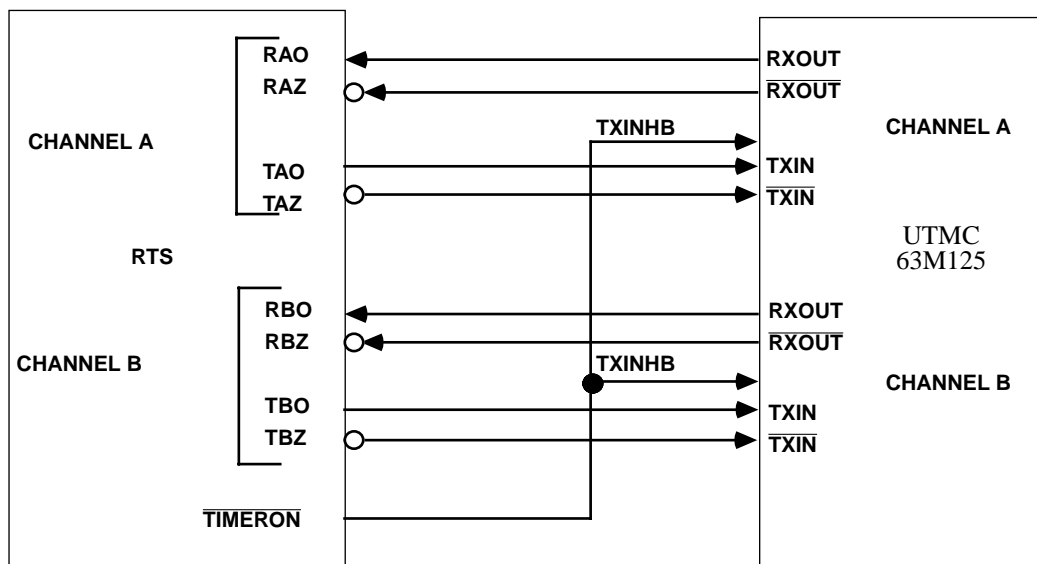 RAO
RAZ
CHANNEL A
TAO
TAZ
RTS
RBO
RBZ
CHANNEL B
TBO
TBZ
TIMERON
TXINHB
TXINHB
RXOUT
RXOUT
CHANNEL A
TXIN
TXIN
UTMC
63M125
RXOUT
RXOUT
CHANNEL B
TXIN
TXIN